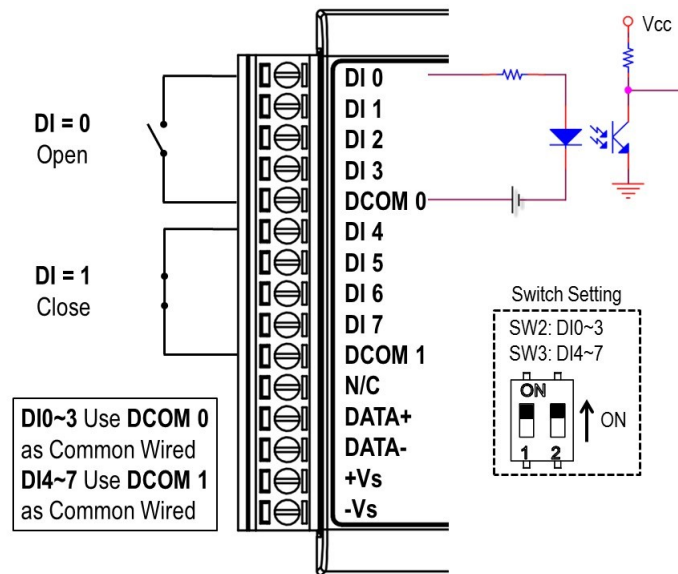 Vcc
DI 0
DI 1
DI 2
DI 3
DCOM 0
DI 4
DI 5
DI 6
DI 7
DCOM 1
N/C
DATA+
DATA-
+Vs
-Vs
DI = 0
Open
DI = 1
Close
DI0~3 Use DCOM 0
as Common Wired
DI4~7 Use DCOM 1
as Common Wired
Switch Setting
SW2: DI0~3
SW3: DI4~7
ON
ON
1 2